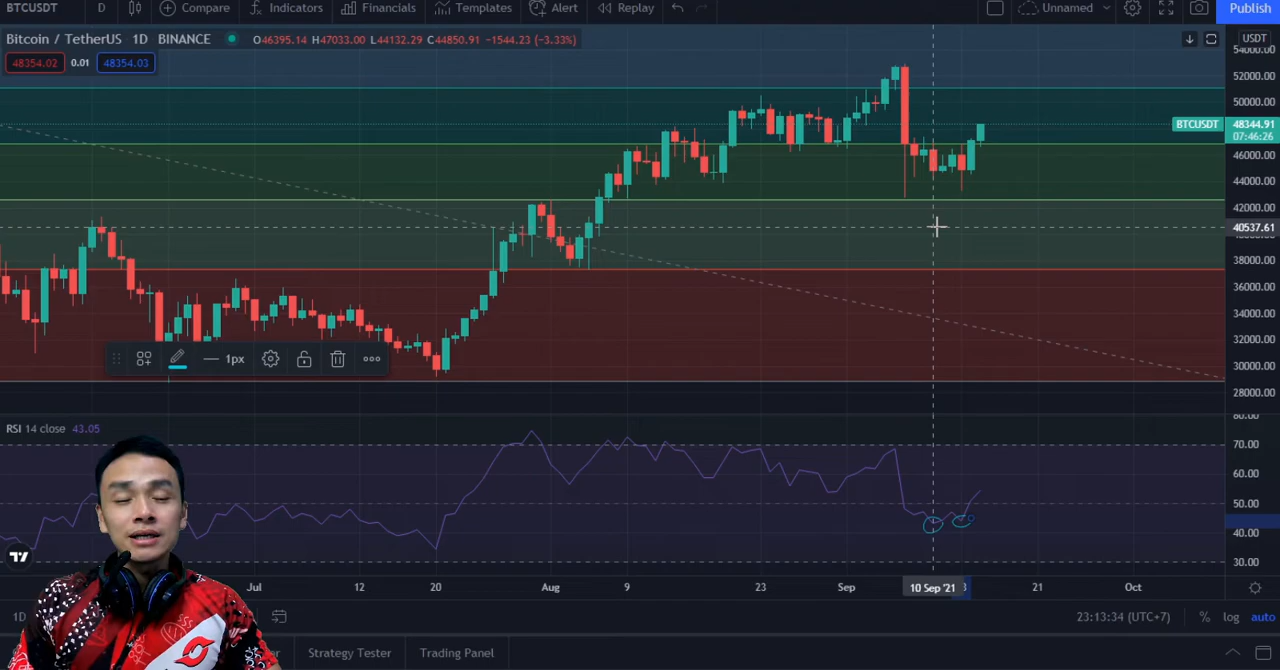 BTCUSDT D Compare Indicators Financials Templates Alert Replay Unnamed Publish
Bitcoin / TetherUS 1D BINANCE O46395.14 H47033.00 L44132.29 C44850.91 −1544.23 (−3.33%) USDT
48354.02 0.01 48354.03
54000.00
52000.00
50000.00
BTCUSDT 48344.91
07:46:26
46000.00
44000.00
42000.00
40537.61
38000.00
36000.00
34000.00
32000.00
1px
30000.00
28000.00
RSI 14 close 43.05
80.00
70.00
60.00
50.00
40.00
30.00
Jul 12 20 Aug 9 23 Sep 10 Sep '21 21 Oct
1D 23:13:34 (UTC+7) % log auto
Strategy Tester Trading Panel